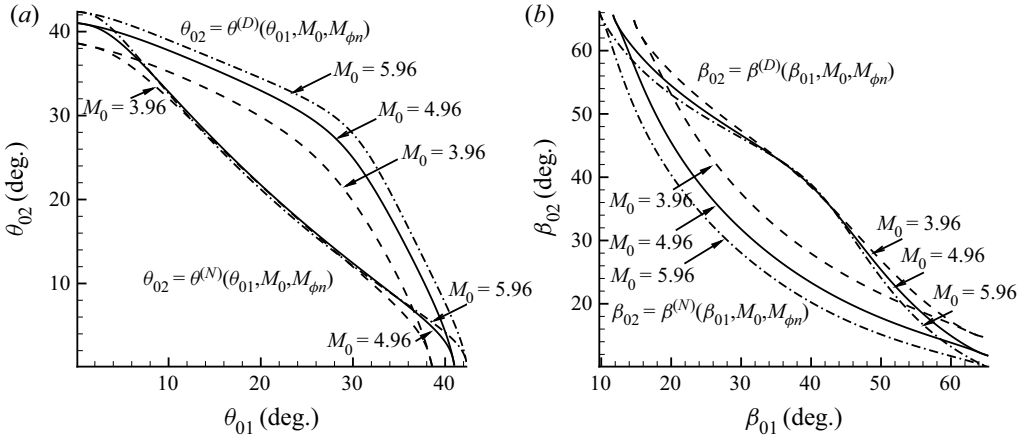 (a)
40
30
20
10
θ02 (deg.)
θ02 = θ(D)(θ01, M0, Mϕn)
M0 = 5.96
M0 = 4.96
M0 = 3.96
M0 = 3.96
θ02 = θ(N)(θ01, M0, Mϕn)
M0 = 5.96
M0 = 4.96
10
20
30
40
θ01 (deg.)
(b)
60
50
40
30
20
β02 (deg.)
β02 = β(D)(β01, M0, Mϕn)
M0 = 3.96
M0 = 4.96
M0 = 5.96
M0 = 3.96
M0 = 4.96
M0 = 5.96
β02 = β(N)(β01, M0, Mϕn)
10
20
30
40
50
60
β01 (deg.)